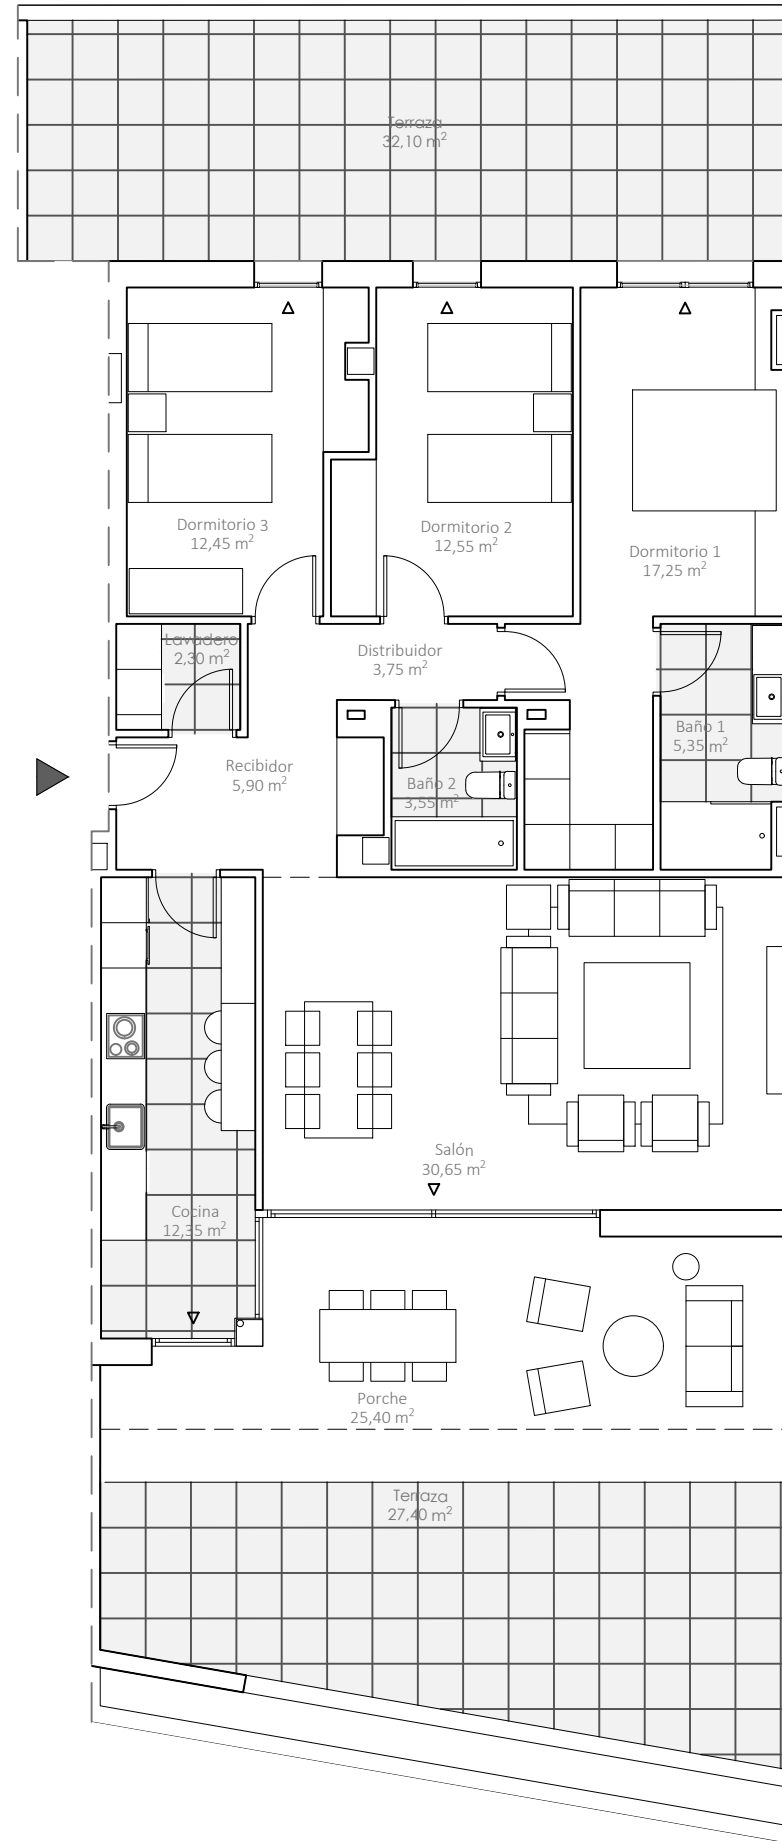 Terraza
32,10 m²
Dormitorio 3
12,45 m²
Dormitorio 2
12,55 m²
Dormitorio 1
17,25 m²
Lavadero
2,30 m²
Distribuidor
3,75 m²
Baño 1
5,35 m²
Recibidor
5,90 m²
Baño 2
3,55 m²
Salón
30,65 m²
Cocina
12,35 m²
Porche
25,40 m²
Terraza
27,40 m²